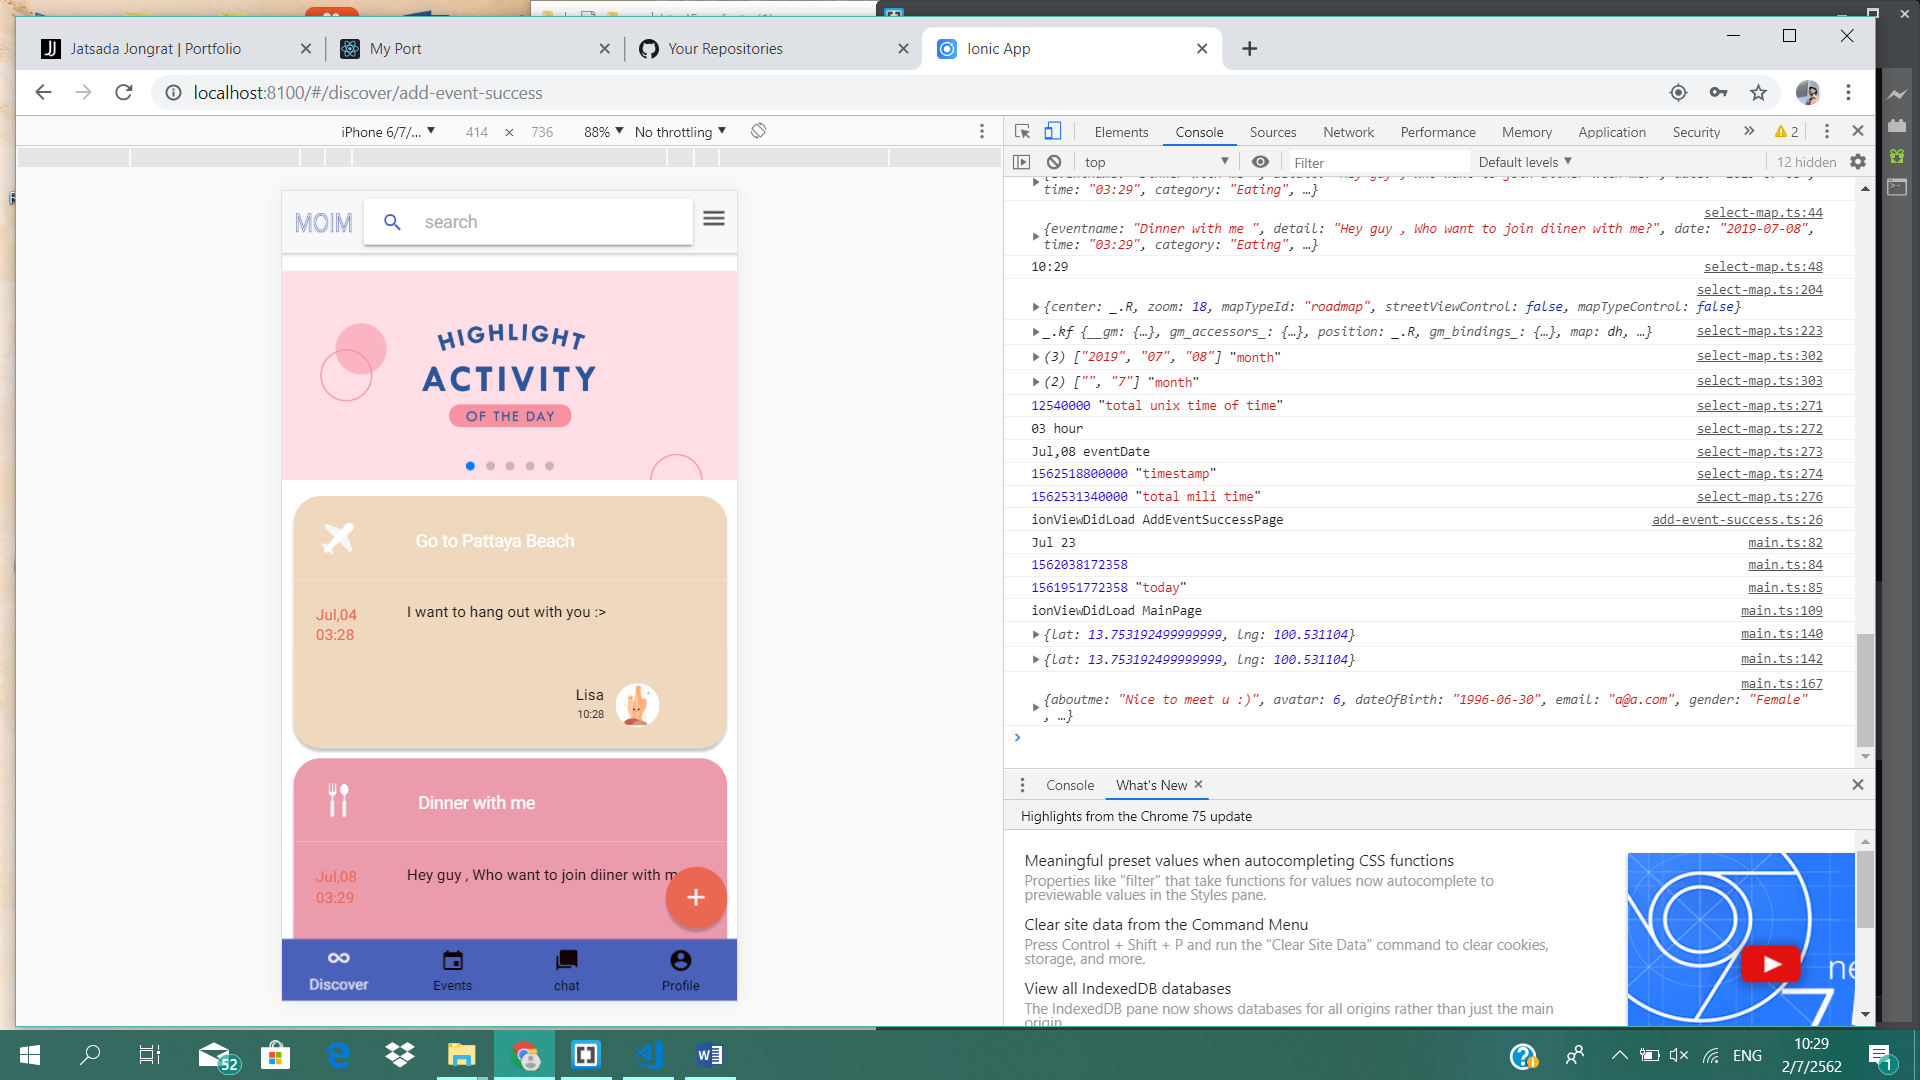 Jatsada Jongrat | Portfolio
My Port
Your Repositories
Ionic App
localhost:8100/#/discover/add-event-success
iPhone 6/7/... ▼ 414 × 736 88% ▼ No throttling ▼
Elements Console Sources Network Performance Memory Application Security » 2
top ▼ Filter Default levels ▼ 12 hidden
MOIM
search
HIGHLIGHT
ACTIVITY
OF THE DAY
Go to Pattaya Beach
Jul,04
03:28
I want to hang out with you :>
Lisa
10:28
Dinner with me
Jul,08
03:29
Hey guy , Who want to join diiner with m
+
Discover Events chat Profile
time: "03:29", category: "Eating", …}
select-map.ts:44
{eventname: "Dinner with me ", detail: "Hey guy , Who want to join diiner with me?", date: "2019-07-08",
time: "03:29", category: "Eating", …}
10:29 select-map.ts:48
select-map.ts:204
{center: _.R, zoom: 18, mapTypeId: "roadmap", streetViewControl: false, mapTypeControl: false}
_.kf {__gm: {…}, gm_accessors_: {…}, position: _.R, gm_bindings_: {…}, map: dh, …} select-map.ts:223
(3) ["2019", "07", "08"] "month" select-map.ts:302
(2) ["", "7"] "month" select-map.ts:303
12540000 "total unix time of time" select-map.ts:271
03 hour select-map.ts:272
Jul,08 eventDate select-map.ts:273
1562518800000 "timestamp" select-map.ts:274
1562531340000 "total mili time" select-map.ts:276
ionViewDidLoad AddEventSuccessPage add-event-success.ts:26
Jul 23 main.ts:82
1562038172358 main.ts:84
1561951772358 "today" main.ts:85
ionViewDidLoad MainPage main.ts:109
{lat: 13.753192499999999, lng: 100.531104} main.ts:140
{lat: 13.753192499999999, lng: 100.531104} main.ts:142
main.ts:167
{aboutme: "Nice to meet u :)", avatar: 6, dateOfBirth: "1996-06-30", email: "a@a.com", gender: "Female"
, …}
Console What's New
Highlights from the Chrome 75 update
Meaningful preset values when autocompleting CSS functions
Properties like "filter" that take functions for values now autocomplete to
previewable values in the Styles pane.
Clear site data from the Command Menu
Press Control + Shift + P and run the "Clear Site Data" command to clear cookies,
storage, and more.
View all IndexedDB databases
The IndexedDB pane now shows databases for all origins rather than just the main
origin.
ne
7
52
ENG
10:29
2/7/2562
1